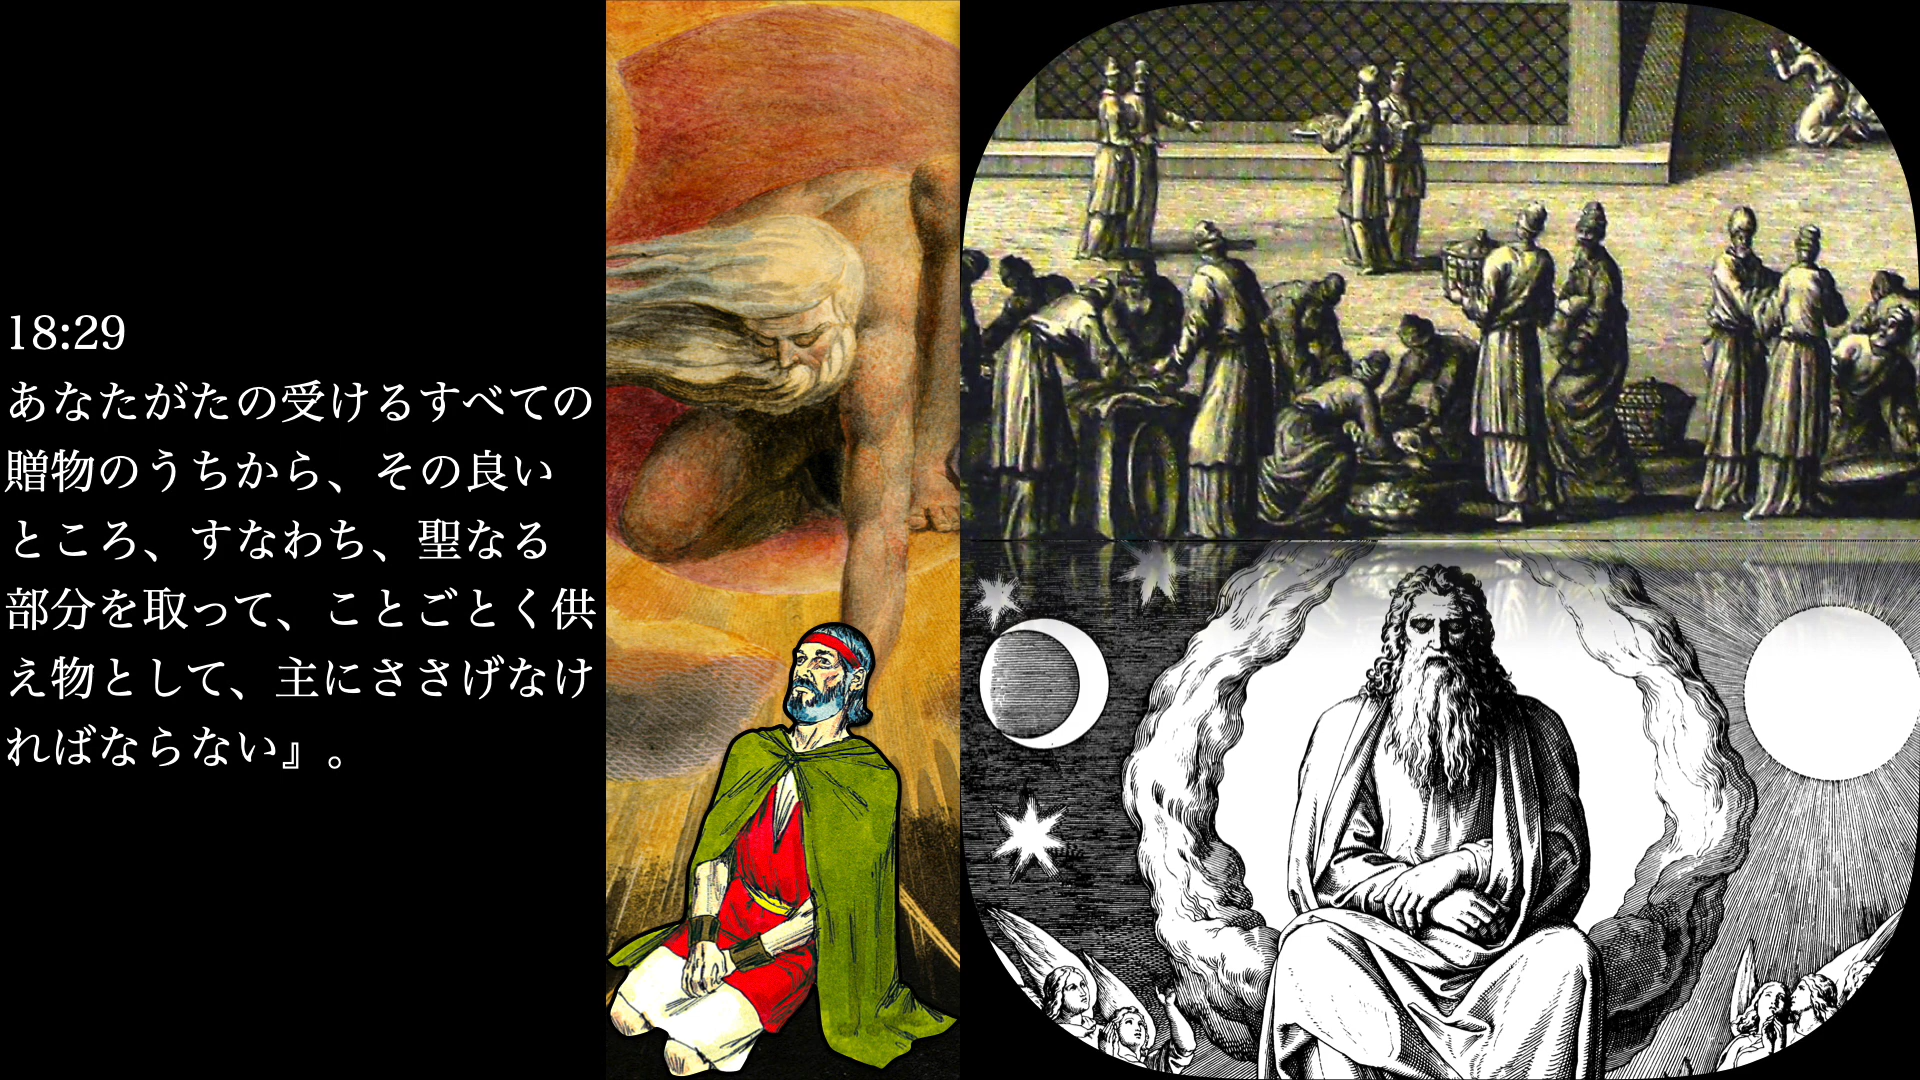 18:29
あなたがたの受けるすべての
贈物のうちから、その良い
ところ、すなわち、聖なる
部分を取って、ことごとく供
え物として、主にささげなけ
ればならない』。